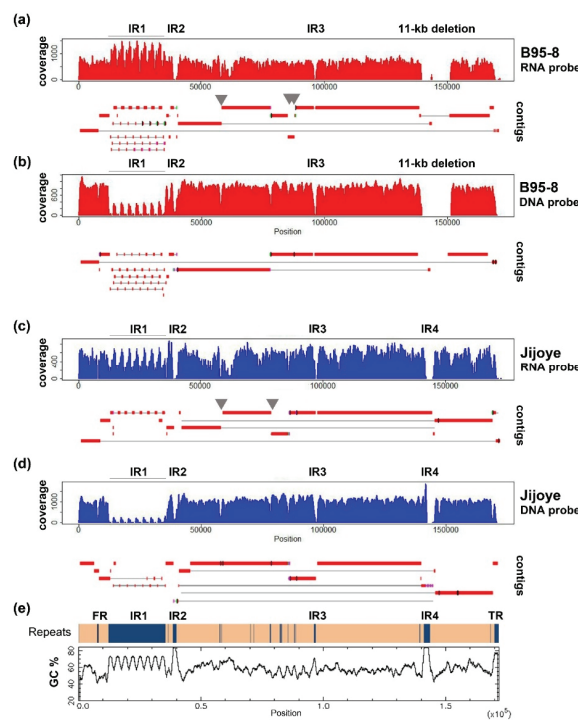 (a) IR1 IR2 IR3 11-kb deletion
coverage
0 1000
B95-8
RNA probe
0 50000 100000 150000
contigs
(b) IR1 IR2 IR3 11-kb deletion
coverage
0 600
B95-8
DNA probe
0 50000 100000 150000
Position
contigs
(c) IR1 IR2 IR3 IR4
coverage
0 400
Jijoye
RNA probe
0 50000 100000 150000
contigs
(d) IR1 IR2 IR3 IR4
coverage
0 1000
Jijoye
DNA probe
0 50000 100000 150000
contigs
(e) FR IR1 IR2 IR3 IR4 TR
Repeats
GC %
20 40 60 80
0 0.5 1.0 1.5
Position (x10⁵)